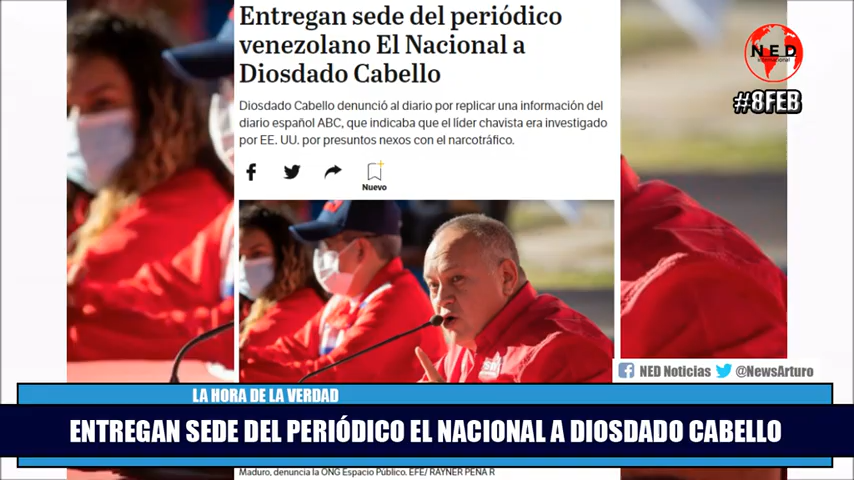 Entregan sede del periódico
venezolano El Nacional a
Diosdado Cabello
Diosdado Cabello denunció al diario por replicar una información del
diario español ABC, que indicaba que el líder chavista era investigado
por EE. UU. por presuntos nexos con el narcotráfico.
Nuevo
NED
International
#8FEB
NED Noticias @NewsArturo
LA HORA DE LA VERDAD
ENTREGAN SEDE DEL PERIÓDICO EL NACIONAL A DIOSDADO CABELLO
Maduro, denuncia la ONG Espacio Público. EFE/ RAYNER PEÑA R